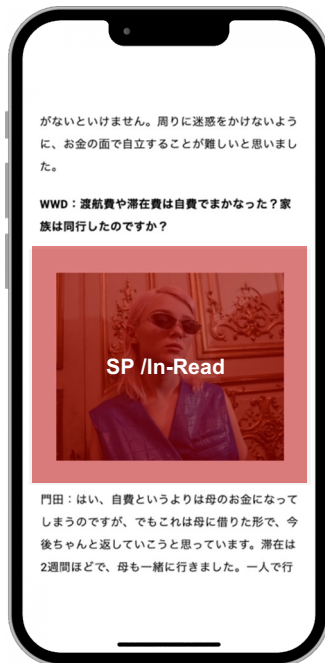 がないといけません。周りに迷惑をかけないよう
に、お金の面で自立することが難しいと思いまし
た。
WWD：渡航費や滞在費は自費でまかなった？家
族は同行したのですか？
SP /In-Read
門田：はい、自費というよりは母のお金になって
しまうのですが、でもこれは母に借りた形で、今
後ちゃんと返していこうと思っています。滞在は
2週間ほどで、母も一緒に行きました。一人で行